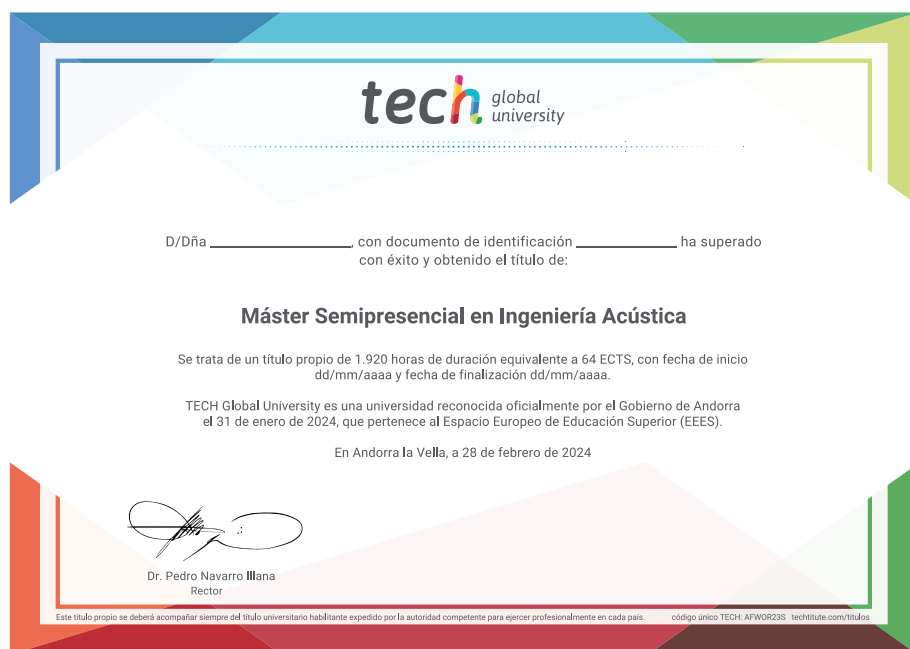 tech global university
D/Dña ________________, con documento de identificación ____________ ha superado
con éxito y obtenido el título de:
Máster Semipresencial en Ingeniería Acústica
Se trata de un título propio de 1.920 horas de duración equivalente a 64 ECTS, con fecha de inicio
dd/mm/aaaa y fecha de finalización dd/mm/aaaa.
TECH Global University es una universidad reconocida oficialmente por el Gobierno de Andorra
el 31 de enero de 2024, que pertenece al Espacio Europeo de Educación Superior (EEES).
En Andorra la Vella, a 28 de febrero de 2024
Dr. Pedro Navarro Illana
Rector
Este título propio se deberá acompañar siempre del título universitario habilitante expedido por la autoridad competente para ejercer profesionalmente en cada país. código único TECH: AFWOR23S techtitute.com/titulos